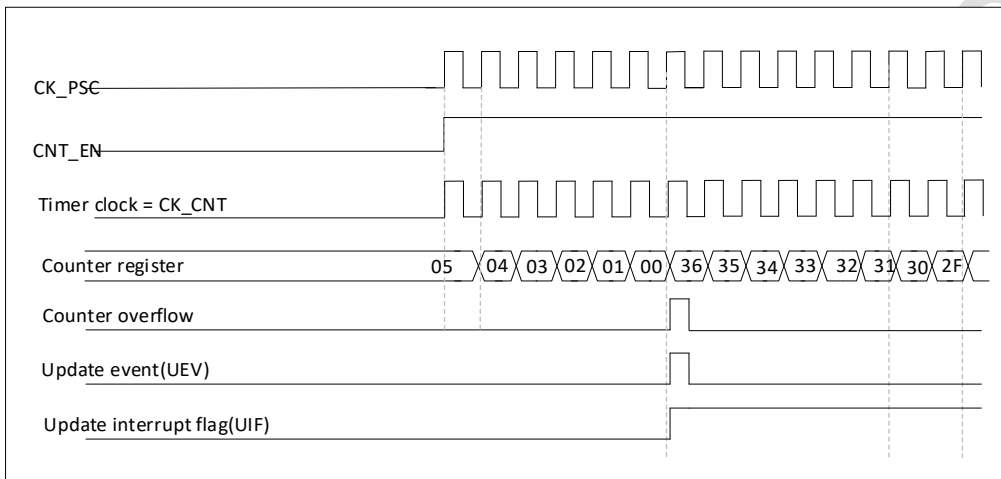 CK_PSC
CNT_EN
Timer clock = CK_CNT
Counter register 05 04 03 02 01 00 36 35 34 33 32 31 30 2F
Counter overflow
Update event(UEV)
Update interrupt flag(UIF)